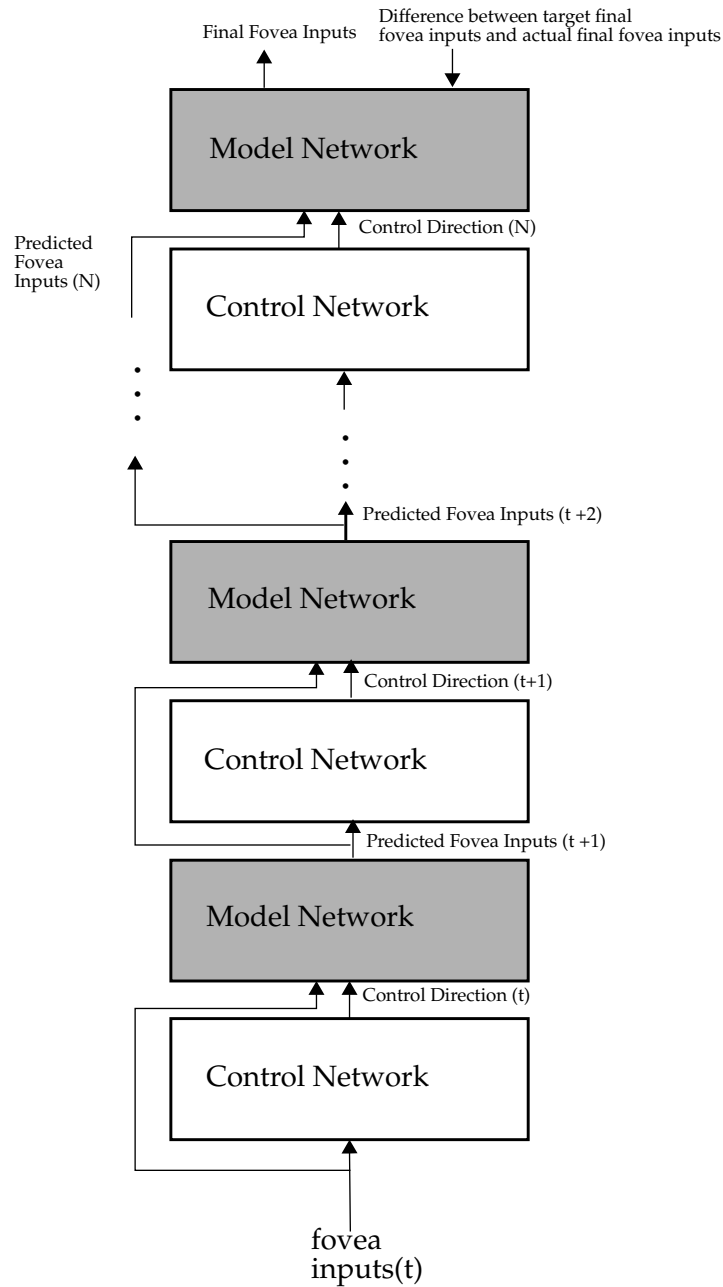 Final Fovea Inputs
Difference between target final
fovea inputs and actual final fovea inputs
Model Network
Predicted
Fovea
Inputs (N)
Control Direction (N)
Control Network
Predicted Fovea Inputs (t +2)
Model Network
Control Direction (t+1)
Control Network
Predicted Fovea Inputs (t +1)
Model Network
Control Direction (t)
Control Network
fovea
inputs(t)